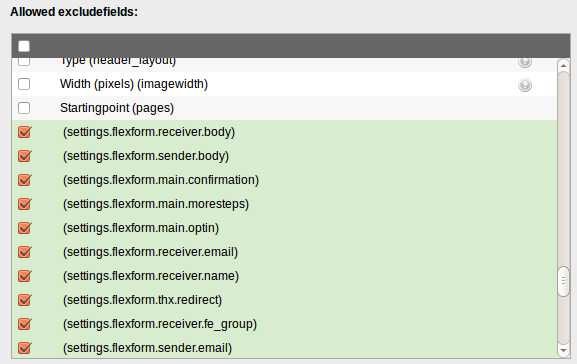 Allowed excludefields:
Type (header_layout)
Width (pixels) (imagewidth)
Startingpoint (pages)
(settings.flexform.receiver.body)
(settings.flexform.sender.body)
(settings.flexform.main.confirmation)
(settings.flexform.main.moresteps)
(settings.flexform.main.optin)
(settings.flexform.receiver.email)
(settings.flexform.receiver.name)
(settings.flexform.thx.redirect)
(settings.flexform.receiver.fe_group)
(settings.flexform.sender.email)